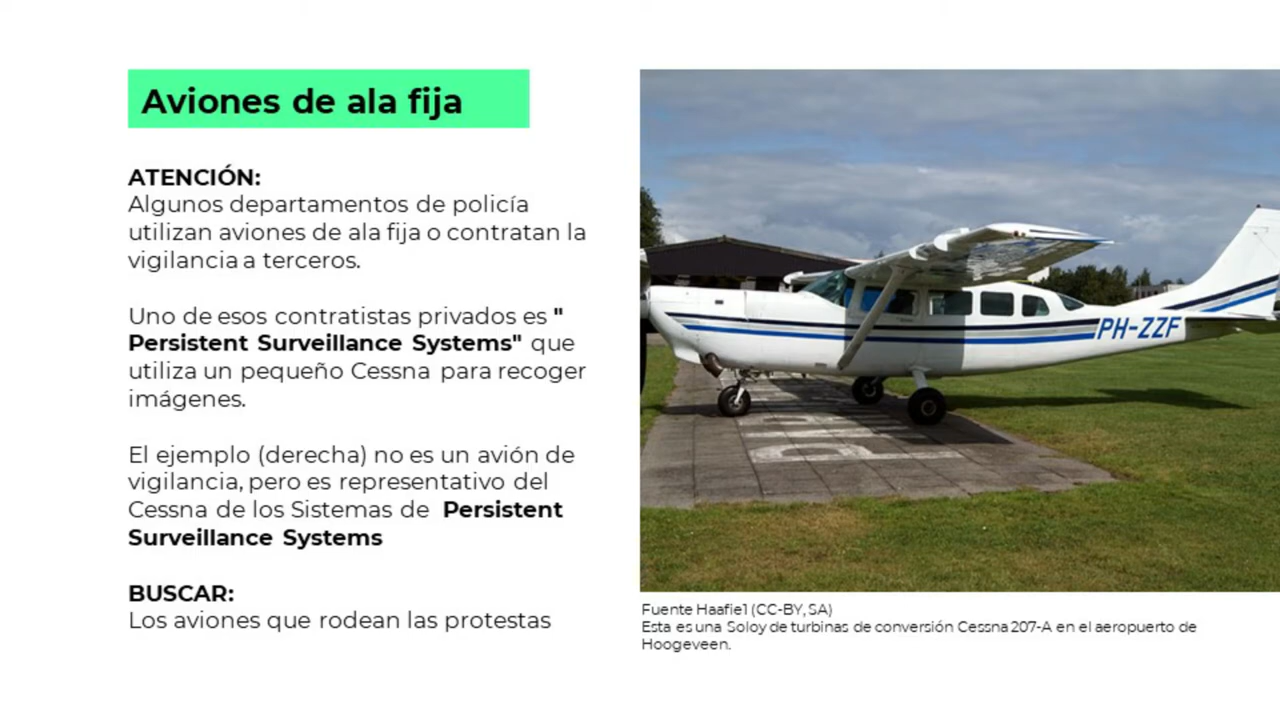 Aviones de ala fija
ATENCIÓN:
Algunos departamentos de policía
utilizan aviones de ala fija o contratan la
vigilancia a terceros.
Uno de esos contratistas privados es "
Persistent Surveillance Systems" que
utiliza un pequeño Cessna para recoger
imágenes.
El ejemplo (derecha) no es un avión de
vigilancia, pero es representativo del
Cessna de los Sistemas de Persistent
Surveillance Systems
BUSCAR:
Los aviones que rodean las protestas
PH-ZZF
Fuente Haafie1 (CC-BY, SA)
Esta es una Soloy de turbinas de conversión Cessna 207-A en el aeropuerto de
Hoogeveen.